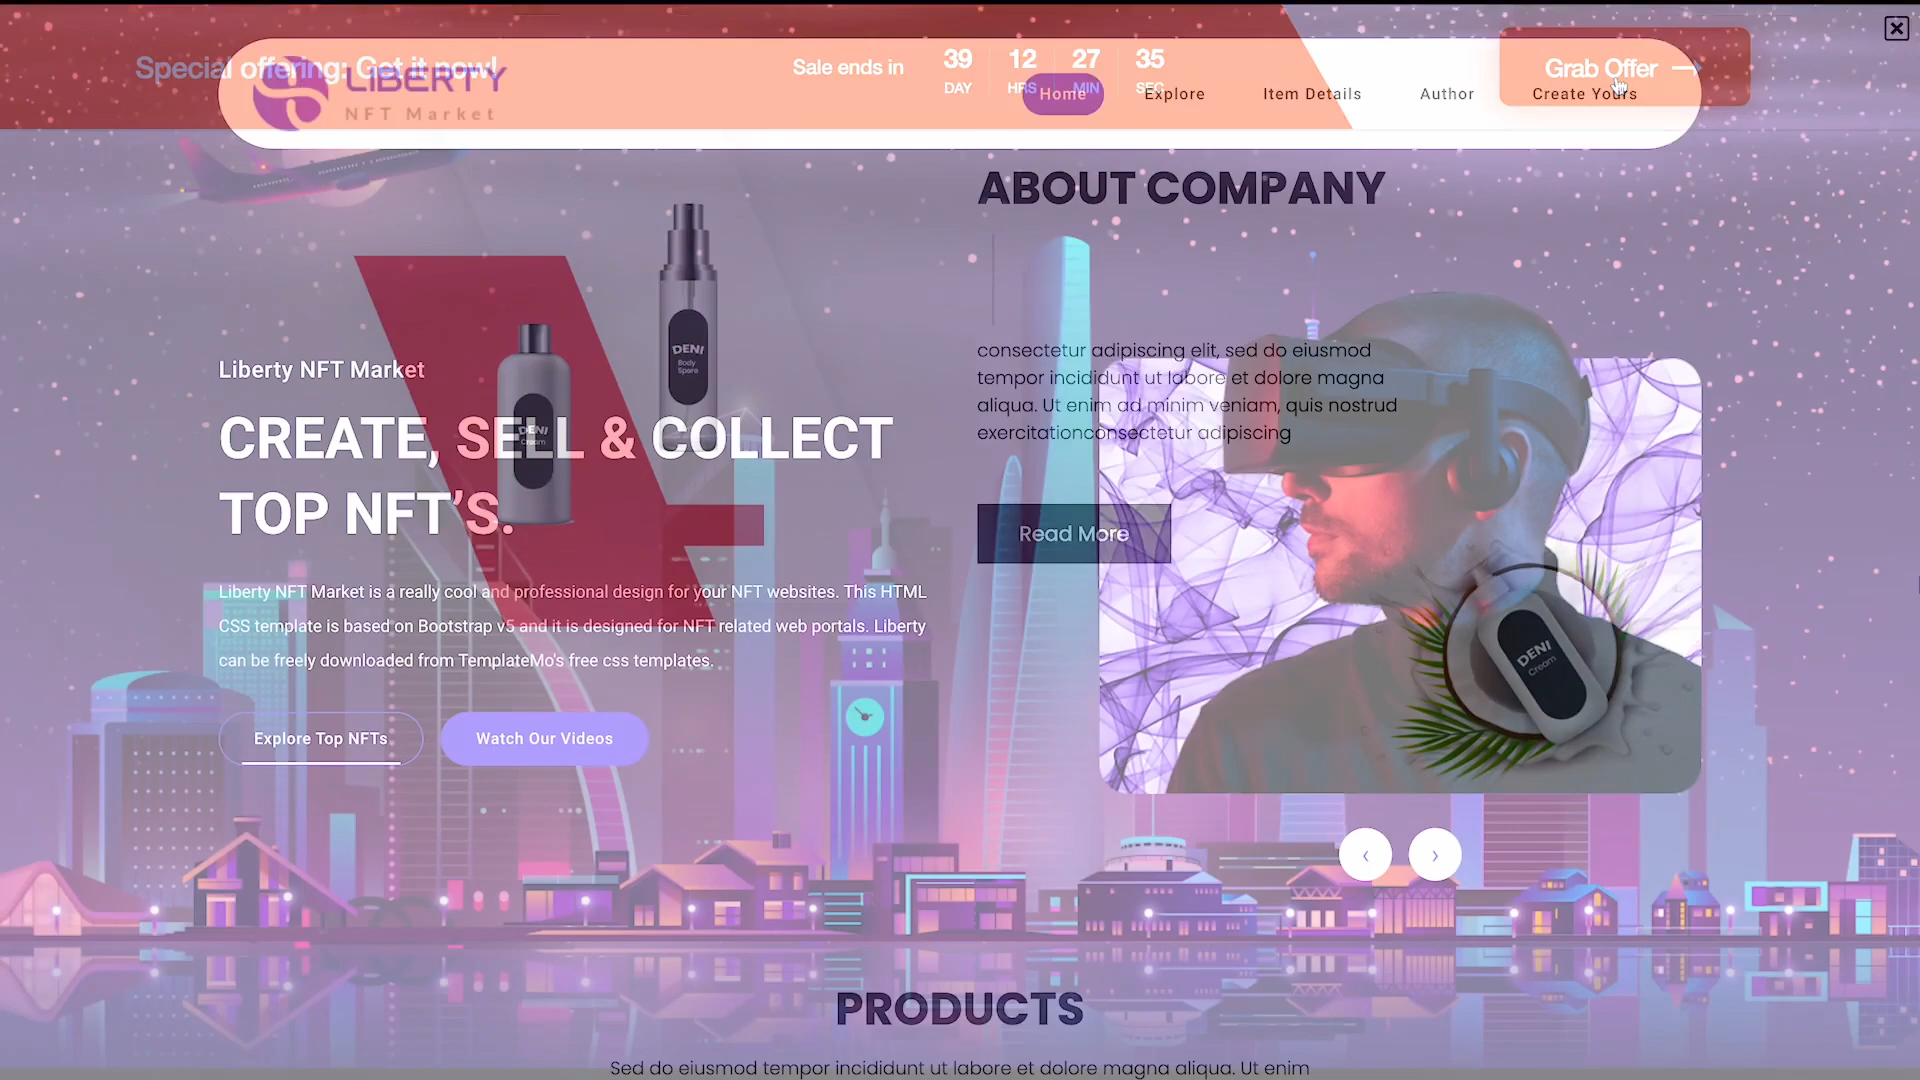 Special offering: Get it now!
Sale ends in
39 12 27 35
DAY HRS MIN SEC
Grab Offer
LIBERTY
NFT Market
Home Explore Item Details Author Create Yours
ABOUT COMPANY
consectetur adipiscing elit, sed do eiusmod
tempor incididunt ut labore et dolore magna
aliqua. Ut enim ad minim veniam, quis nostrud
exercitationconsectetur adipiscing
Read More
DENI
Body
Spore
DENI
Cream
Liberty NFT Market
CREATE, SELL & COLLECT
TOP NFT’S.
Liberty NFT Market is a really cool and professional design for your NFT websites. This HTML
CSS template is based on Bootstrap v5 and it is designed for NFT related web portals. Liberty
can be freely downloaded from TemplateMo's free css templates.
Explore Top NFTs
Watch Our Videos
DENI
Cream
PRODUCTS
Sed do eiusmod tempor incididunt ut labore et dolore magna aliqua. Ut enim